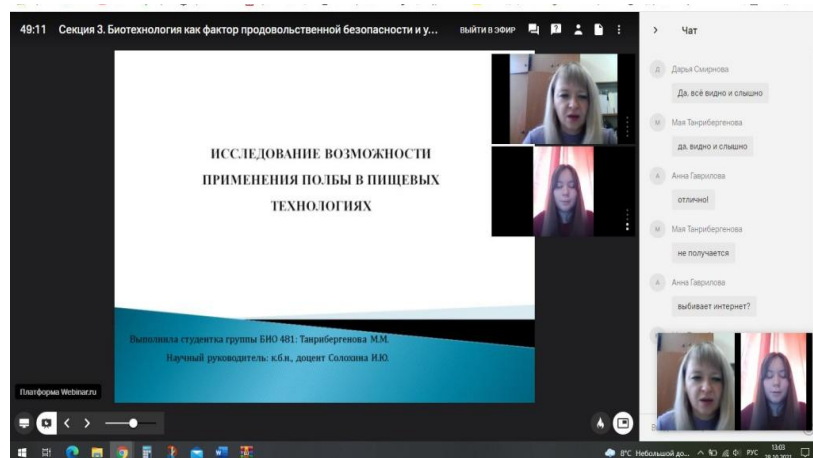 49:11 Секция 3. Биотехнология как фактор продовольственной безопасности и у... ВЫЙТИ В ЭФИР
Чат
ИССЛЕДОВАНИЕ ВОЗМОЖНОСТИ
ПРИМЕНЕНИЯ ПОЛБЫ В ПИЩЕВЫХ
ТЕХНОЛОГИЯХ
Выполнила студентка группы БИО 481: Танрибергенова М.М.
Научный руководитель: к.б.н., доцент Солохина И.Ю.
Платформа Webinar.ru
Д Дарья Смирнова
Да, всё видно и слышно
М Мая Танрибергенова
да, видно и слышно
А Анна Гаврилова
отлично!
М Мая Танрибергенова
не получается
А Анна Гаврилова
выбивает интернет?
8°C Небольшой до... РУС 13:03